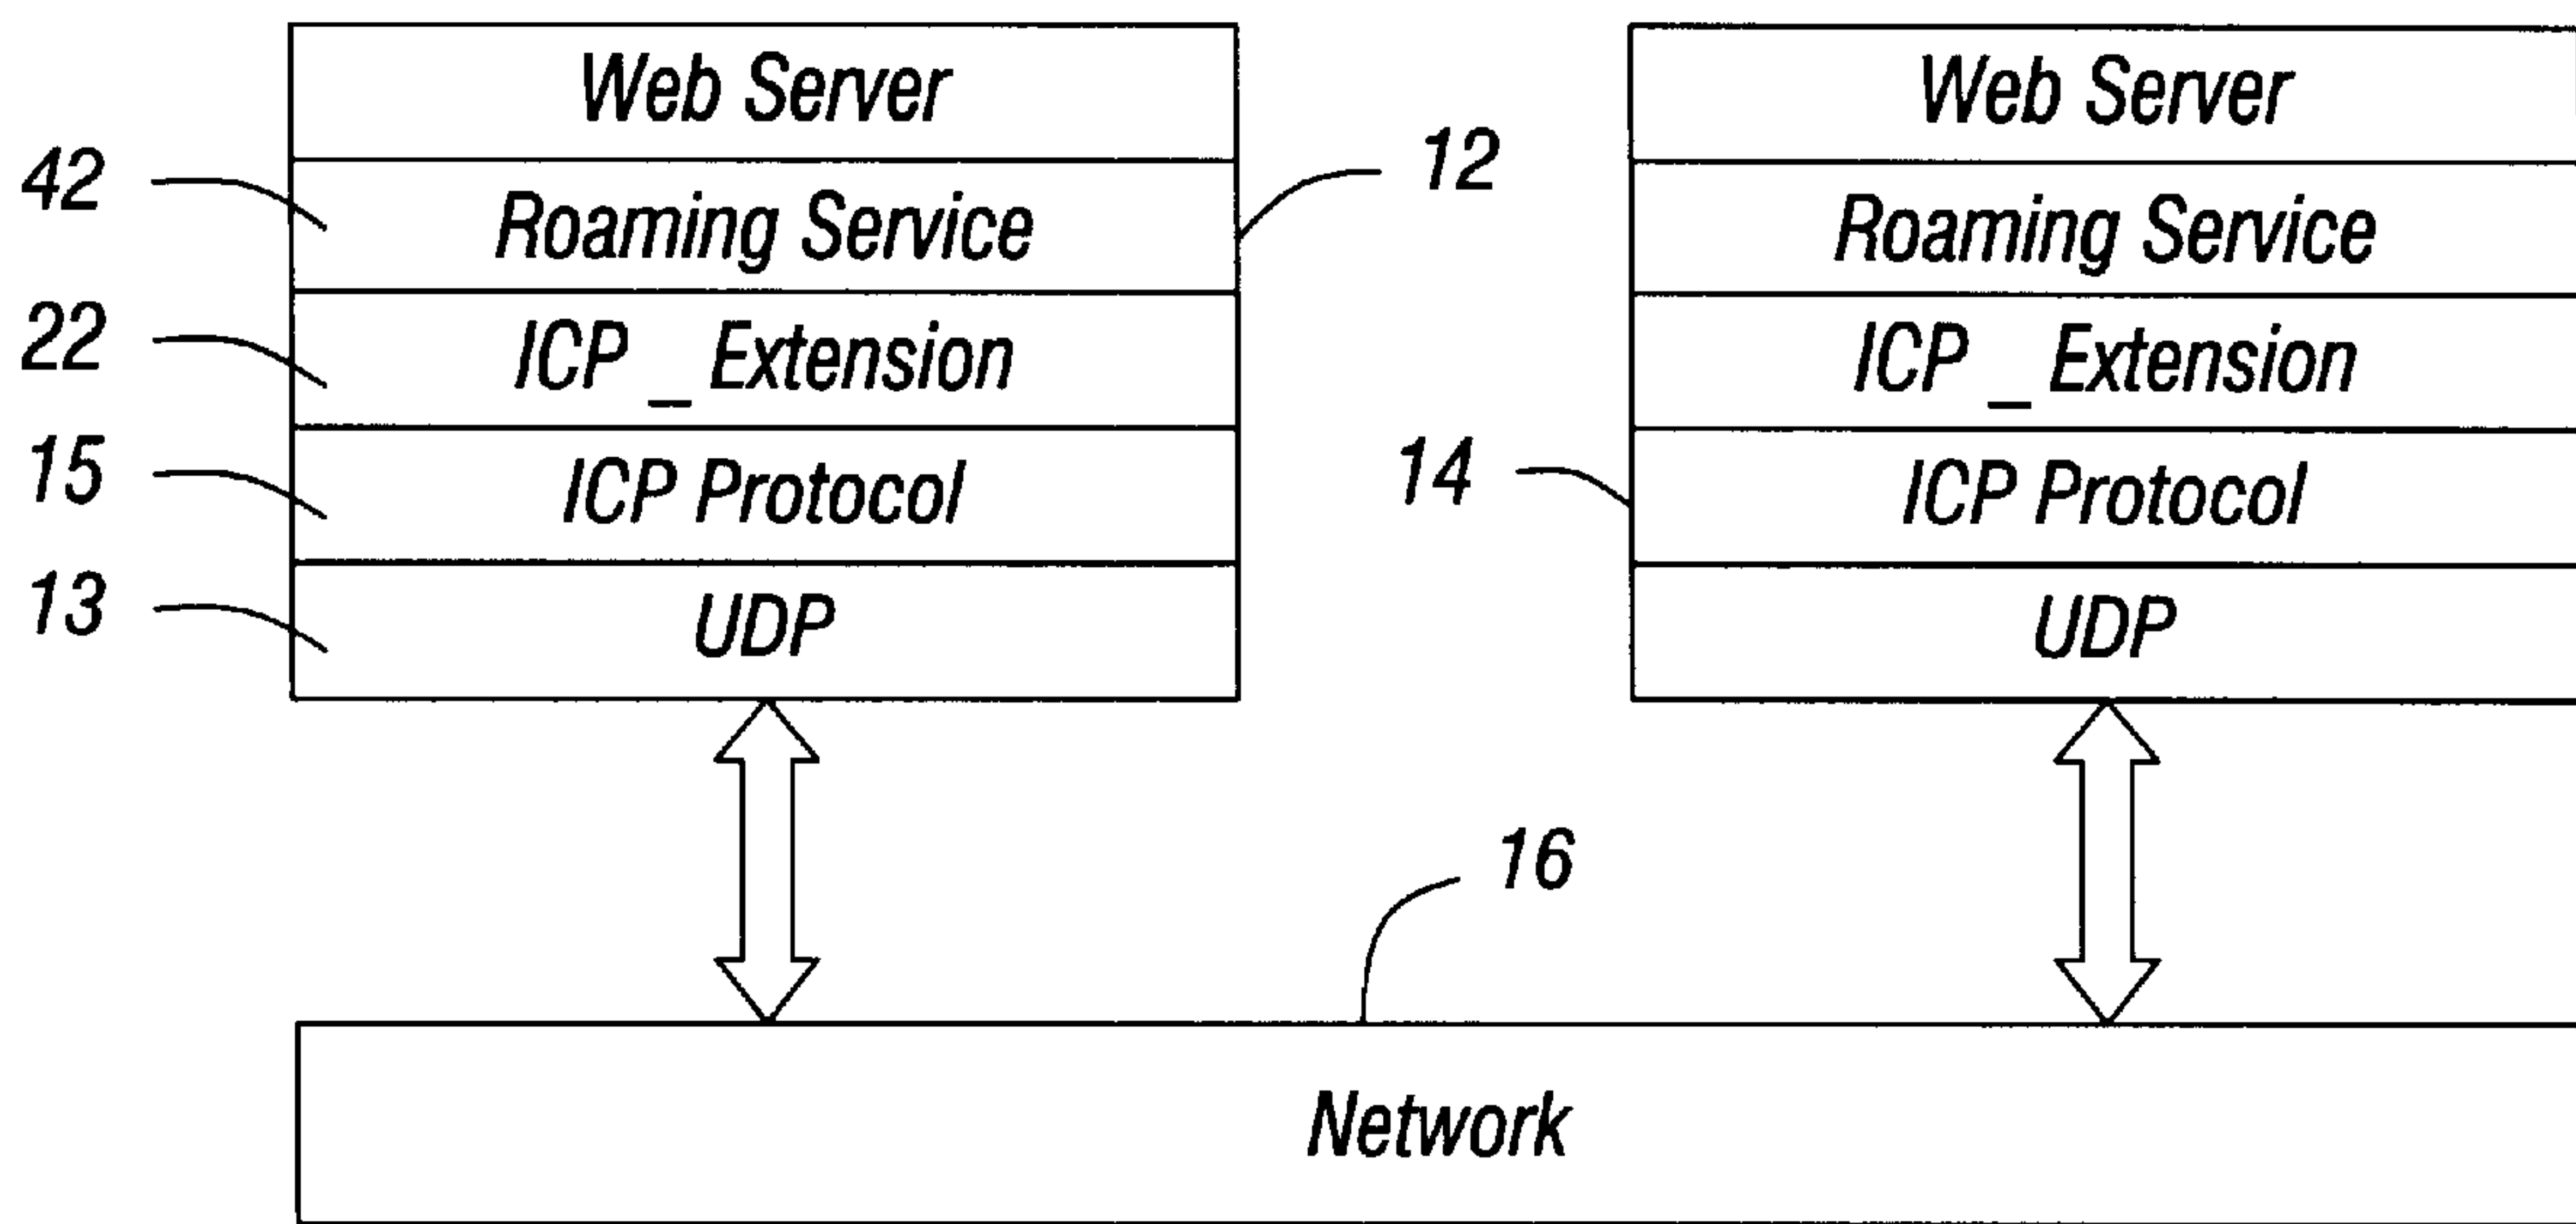 Web Server
Web Server
42
Roaming Service
12
Roaming Service
22
ICP _ Extension
ICP _ Extension
15
ICP Protocol
14
ICP Protocol
13
UDP
UDP
16
Network